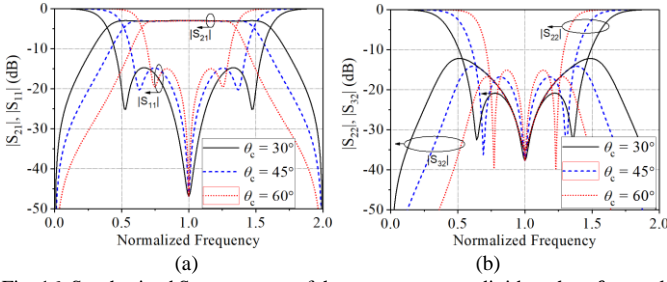 |S21|, |S11| (dB)
0
-10
-20
-30
-40
-50
|S21|
|S11|
θc = 30°
θc = 45°
θc = 60°
0.0 0.5 1.0 1.5 2.0
Normalized Frequency
(a)
|S22|, |S32| (dB)
0
-10
-20
-30
-40
-50
|S22|
|S32|
θc = 30°
θc = 45°
θc = 60°
0.0 0.5 1.0 1.5 2.0
Normalized Frequency
(b)